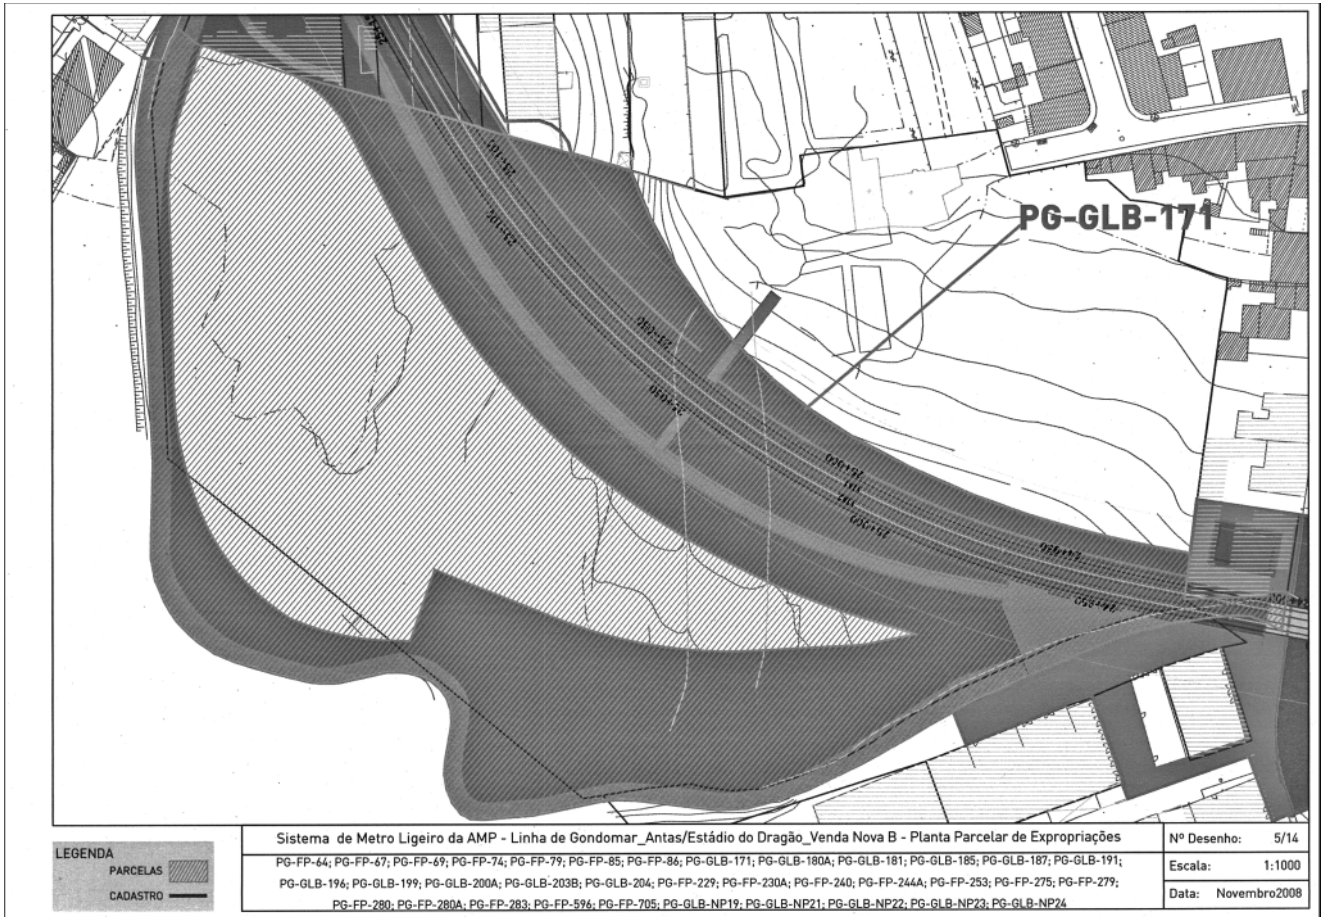 PG-GLB-171
LEGENDA
PARCELAS
CADASTRO
Sistema de Metro Ligeiro da AMP - Linha de Gondomar_Antas/Estádio do Dragão_Venda Nova B - Planta Parcelar de Expropriações
PG-FP-64; PG-FP-67; PG-FP-69; PG-FP-74; PG-FP-79; PG-FP-85; PG-FP-86; PG-GLB-171; PG-GLB-180A; PG-GLB-181; PG-GLB-185; PG-GLB-187; PG-GLB-191;
PG-GLB-196; PG-GLB-199; PG-GLB-200A; PG-GLB-203B; PG-GLB-204; PG-FP-229; PG-FP-230A; PG-FP-240; PG-FP-244A; PG-FP-253; PG-FP-275; PG-FP-279;
PG-FP-280; PG-FP-280A; PG-FP-283; PG-FP-596; PG-FP-705; PG-GLB-NP19; PG-GLB-NP21; PG-GLB-NP22; PG-GLB-NP23; PG-GLB-NP24
Nº Desenho: 5/14
Escala: 1:1000
Data: Novembro2008